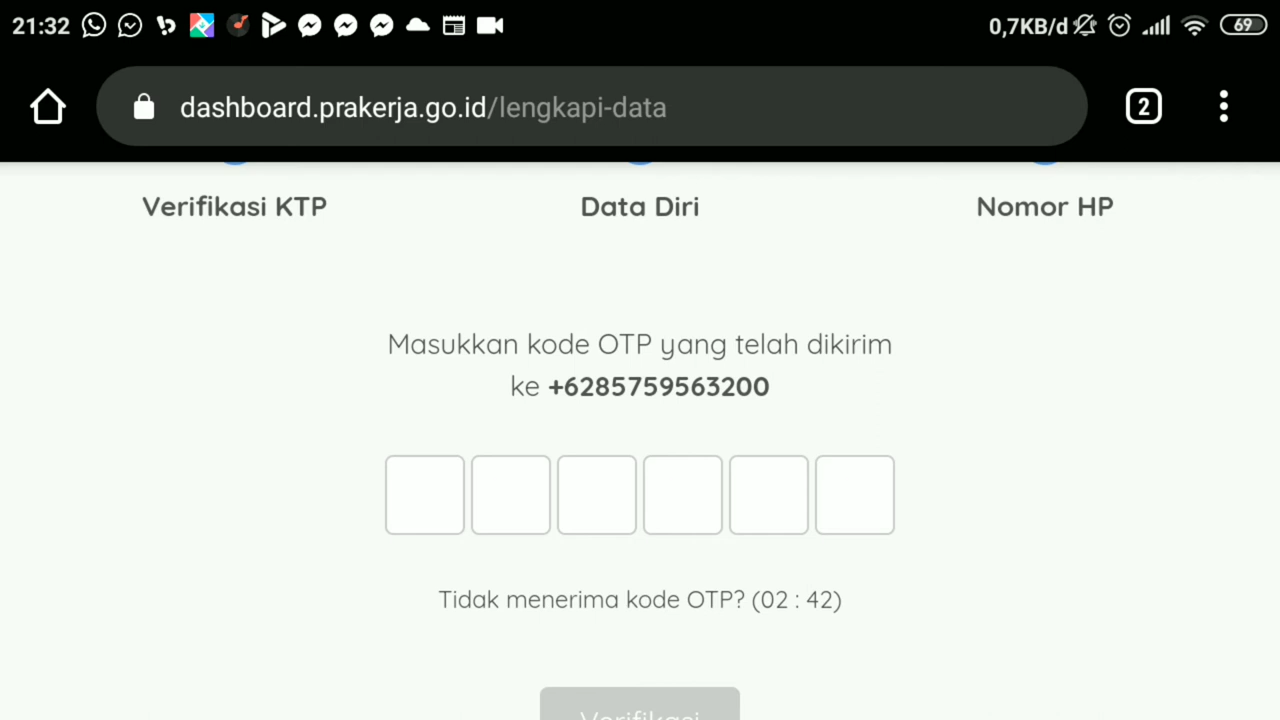 21:32
0,7KB/d
69
dashboard.prakerja.go.id/lengkapi-data
2
Verifikasi KTP
Data Diri
Nomor HP
Masukkan kode OTP yang telah dikirim
ke +6285759563200
Tidak menerima kode OTP? (02 : 42)
Verifikasi